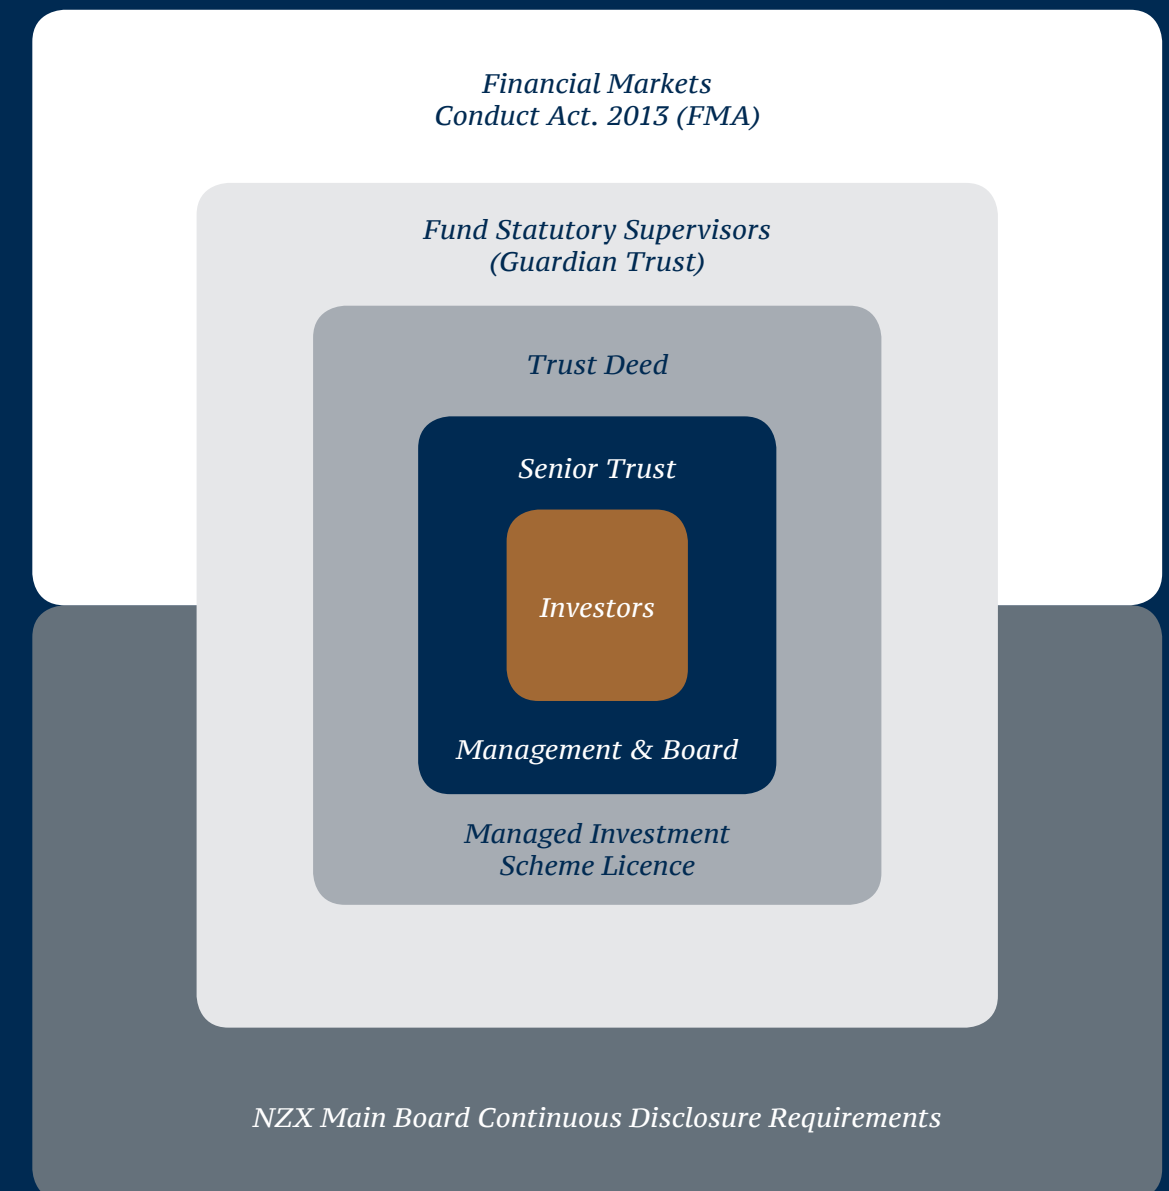 Financial Markets
Conduct Act. 2013 (FMA)
Fund Statutory Supervisors
(Guardian Trust)
Trust Deed
Senior Trust
Investors
Management & Board
Managed Investment
Scheme Licence
NZX Main Board Continuous Disclosure Requirements